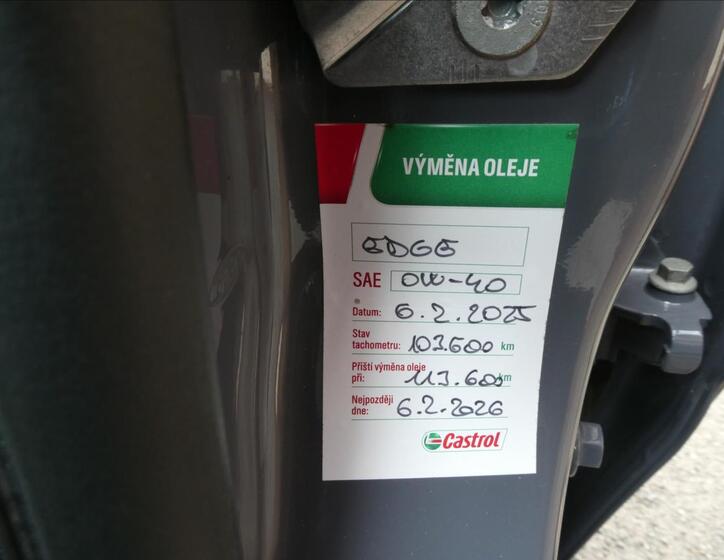 VÝMĚNA OLEJE
EDGE
SAE 0W-40
Datum: 6.2.2025
Stav tachometru: 103.600 km
Příští výměna oleje při: 113.600 km
Nejpozději dne: 6.2.2026
Castrol